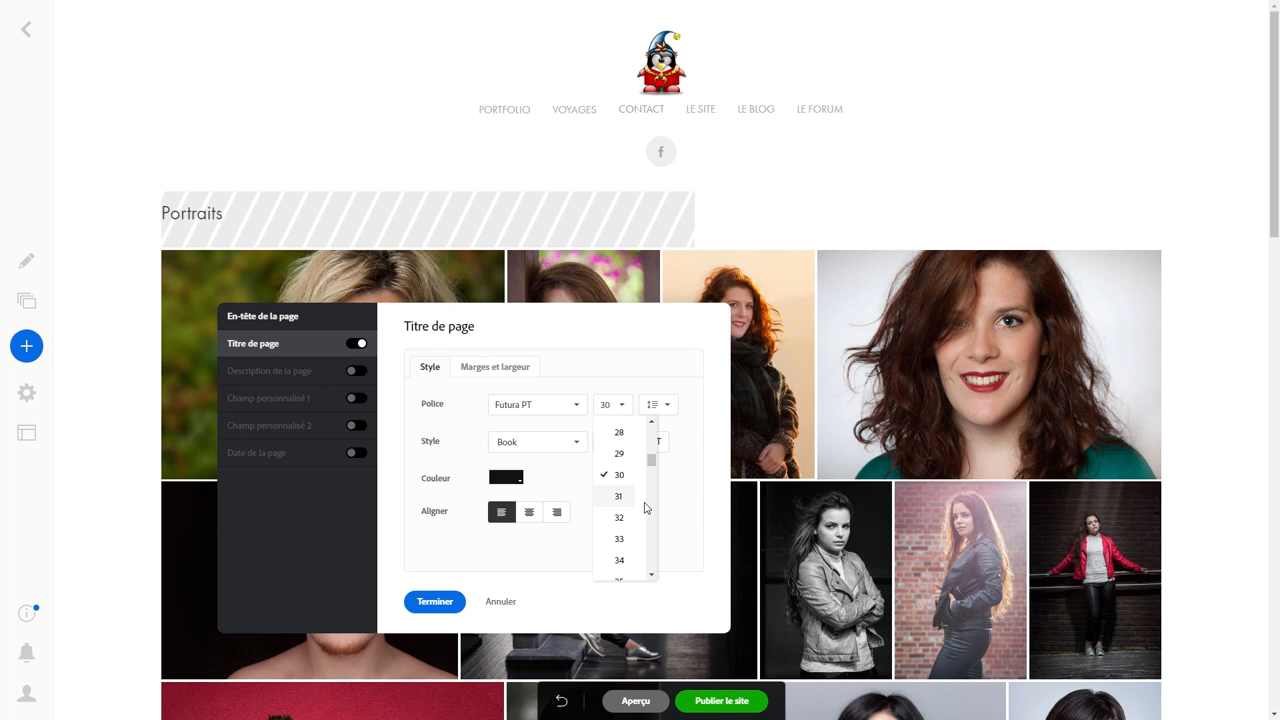 PORTFOLIO VOYAGES CONTACT LE SITE LE BLOG LE FORUM
f
Portraits
En-tête de la page
Titre de page
Description de la page
Champ personnalisé 1
Champ personnalisé 2
Date de la page
Titre de page
Style Marges et largeur
Police Futura PT 30
Style Book T
Couleur
Aligner
28
29
30
31
32
33
34
Terminer Annuler
Aperçu Publier le site